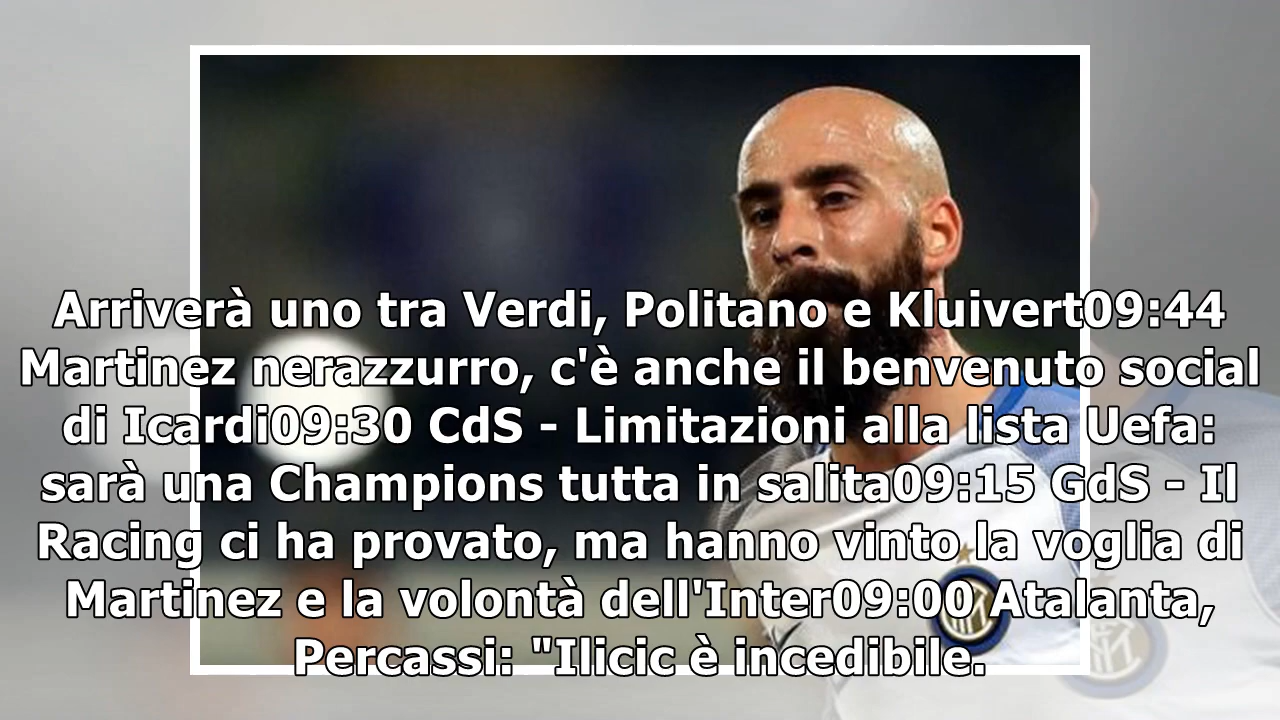 Arriverà uno tra Verdi, Politano e Kluivert09:44
Martinez nerazzurro, c'è anche il benvenuto social
di Icardi09:30 CdS - Limitazioni alla lista Uefa:
sarà una Champions tutta in salita09:15 GdS - Il
Racing ci ha provato, ma hanno vinto la voglia di
Martinez e la volontà dell'Inter09:00 Atalanta,
Percassi: "Ilicic è incedibile.